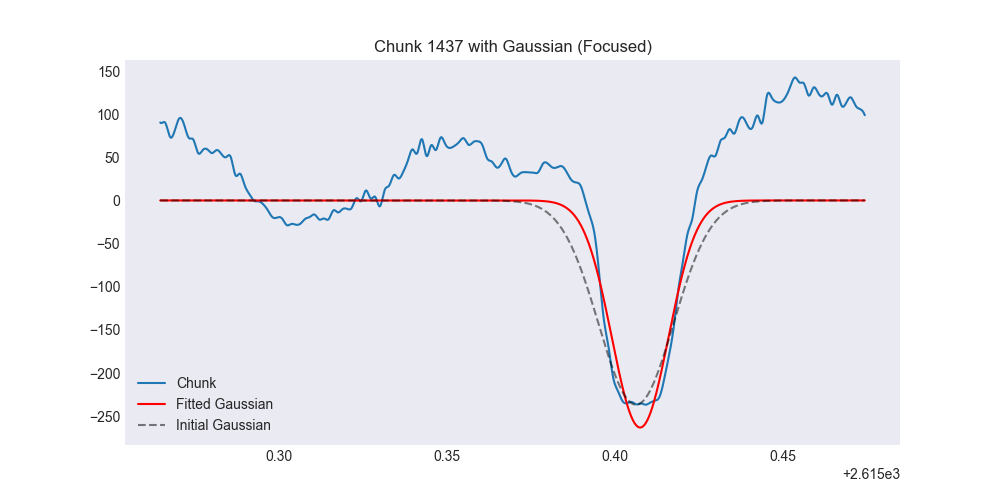 Chunk 1437 with Gaussian (Focused)
150
100
50
0
−50
−100
−150
−200
−250
Chunk
Fitted Gaussian
Initial Gaussian
0.30 0.35 0.40 0.45
+2.615e3